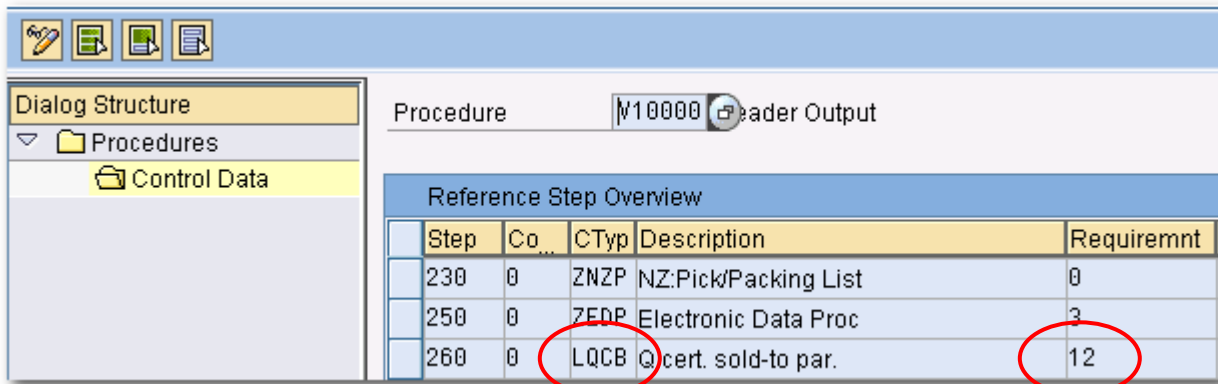 Dialog Structure
Procedures
Control Data
Procedure V10000 eader Output
Reference Step Overview
Step Co... CTyp Description Requiremnt
230 0 ZNZP NZ:Pick/Packing List 0
250 0 ZEDP Electronic Data Proc 3
260 0 LQCB Q cert. sold-to par. 12